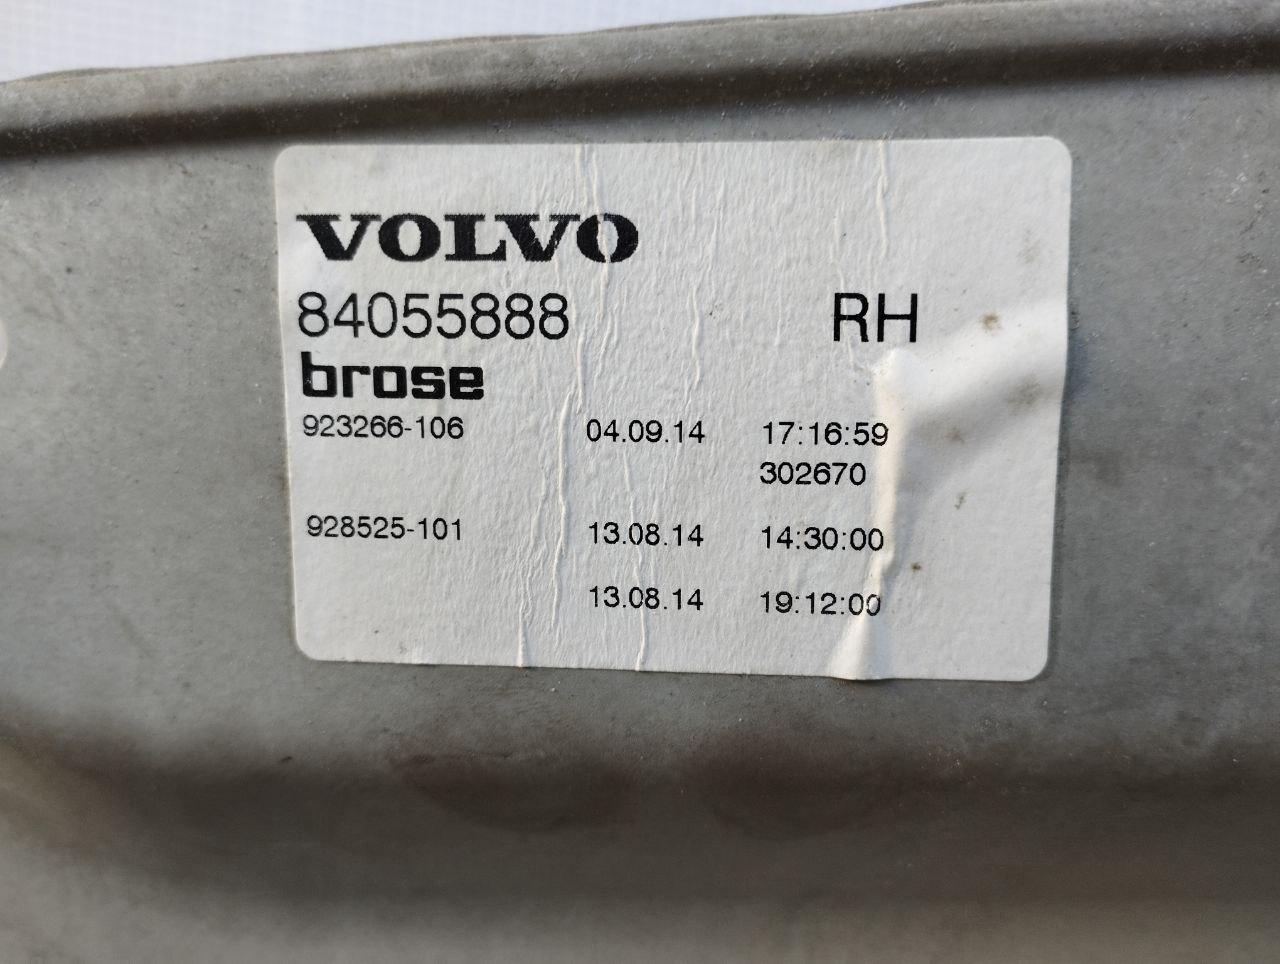 VOLVO
84055888 RH
brose
923266-106 04.09.14 17:16:59
302670
928525-101 13.08.14 14:30:00
13.08.14 19:12:00